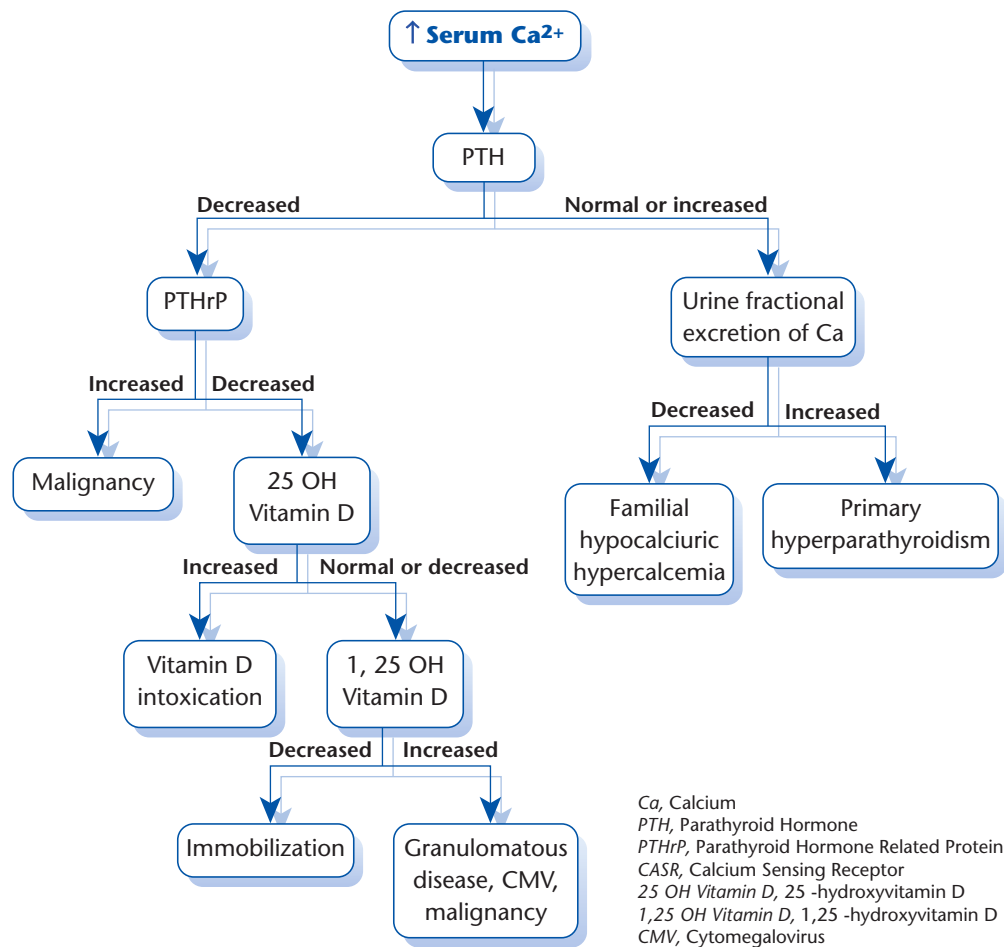 ↑ Serum Ca²⁺
PTH
Decreased
Normal or increased
PTHrP
Urine fractional
excretion of Ca
Increased
Decreased
Decreased
Increased
Malignancy
25 OH
Vitamin D
Familial
hypocalciuric
hypercalcemia
Primary
hyperparathyroidism
Increased
Normal or decreased
Vitamin D
intoxication
1, 25 OH
Vitamin D
Decreased
Increased
Immobilization
Granulomatous
disease, CMV,
malignancy
Ca, Calcium
PTH, Parathyroid Hormone
PTHrP, Parathyroid Hormone Related Protein
CASR, Calcium Sensing Receptor
25 OH Vitamin D, 25 -hydroxyvitamin D
1,25 OH Vitamin D, 1,25 -hydroxyvitamin D
CMV, Cytomegalovirus